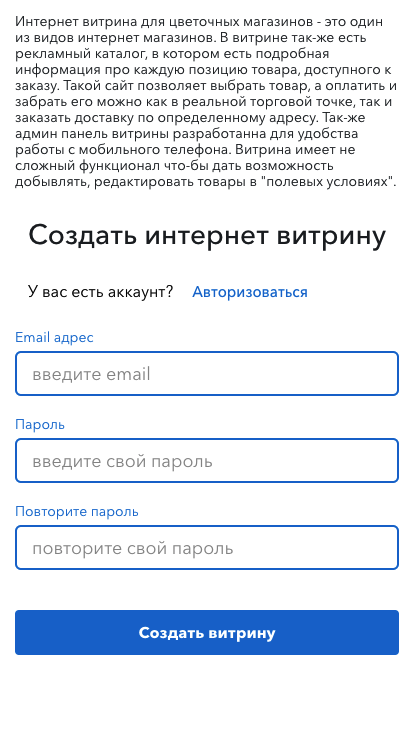 Интернет витрина для цветочных магазинов - это один
из видов интернет магазинов. В витрине так-же есть
рекламный каталог, в котором есть подробная
информация про каждую позицию товара, доступного к
заказу. Такой сайт позволяет выбрать товар, а оплатить и
забрать его можно как в реальной торговой точке, так и
заказать доставку по определенному адресу. Так-же
админ панель витрины разработанна для удобства
работы с мобильного телефона. Витрина имеет не
сложный функционал что-бы дать возможность
добывлять, редактировать товары в "полевых условиях".
Создать интернет витрину
У вас есть аккаунт? Авторизоваться
Email адрес
введите email
Пароль
введите свой пароль
Повторите пароль
повторите свой пароль
Создать витрину